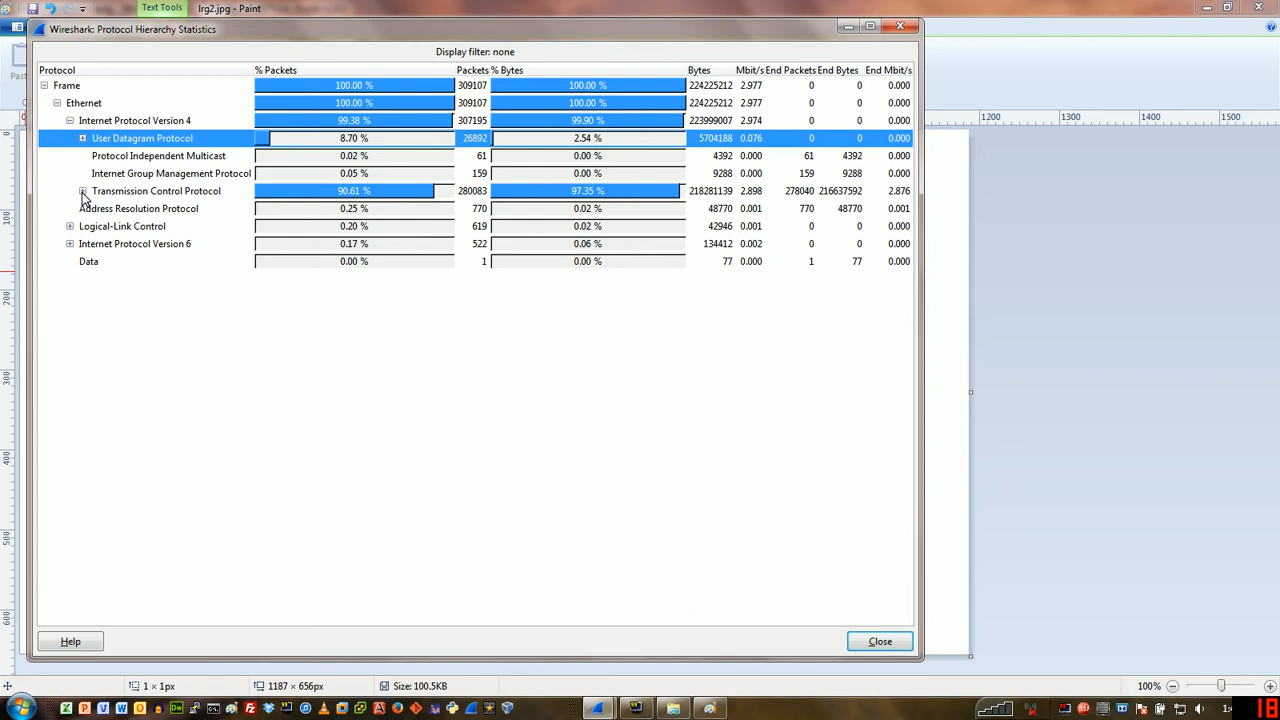 Text Tools
lrg2.jpg - Paint
Wireshark: Protocol Hierarchy Statistics
Display filter: none
Protocol % Packets Packets % Bytes Bytes Mbit/s End Packets End Bytes End Mbit/s
Frame 100.00 % 309107 100.00 % 224225212 2.977 0 0 0.000
Ethernet 100.00 % 309107 100.00 % 224225212 2.977 0 0 0.000
Internet Protocol Version 4 99.38 % 307195 99.90 % 223999007 2.974 0 0 0.000
User Datagram Protocol 8.70 % 26892 2.54 % 5704188 0.076 0 0 0.000
Protocol Independent Multicast 0.02 % 61 0.00 % 4392 0.000 61 4392 0.000
Internet Group Management Protocol 0.05 % 159 0.00 % 9288 0.000 159 9288 0.000
Transmission Control Protocol 90.61 % 280083 97.35 % 218281139 2.898 278040 216637592 2.876
Address Resolution Protocol 0.25 % 770 0.02 % 48770 0.001 770 48770 0.001
Logical-Link Control 0.20 % 619 0.02 % 42946 0.001 0 0 0.000
Internet Protocol Version 6 0.17 % 522 0.06 % 134412 0.002 0 0 0.000
Data 0.00 % 1 0.00 % 77 0.000 1 77 0.000
Help
Close
Past
1200 1300 1400 1500
0
100
200
300
400
500
600
1 × 1px
1187 × 656px
Size: 100.5KB
100%
18